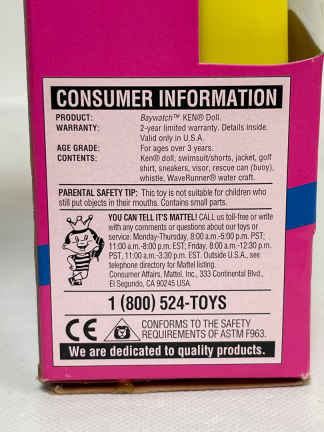 CONSUMER INFORMATION
PRODUCT: Baywatch™ KEN® Doll.
WARRANTY: 2-year limited warranty. Details inside.
Valid only in U.S.A.
AGE GRADE: For ages over 3 years.
CONTENTS: Ken® doll, swimsuit/shorts, jacket, golf
shirt, sneakers, visor, rescue can (buoy),
whistle, WaveRunner® water craft.
PARENTAL SAFETY TIP: This toy is not suitable for children who
still put objects in their mouths. Contains small parts.
YOU CAN TELL IT'S MATTEL! CALL us toll-free or write
with any comments or questions about our toys or
service. Monday-Thursday, 8:00 a.m.-5:00 p.m. PST;
11:00 a.m.-8:00 p.m. EST; Friday, 8:00 a.m.-12:30 p.m.
PST, 11:00 a.m.-3:30 p.m. EST. Outside U.S.A., see
telephone directory for Mattel listing.
Consumer Affairs, Mattel, Inc., 333 Continental Blvd.,
El Segundo, CA 90245 USA.
1 (800) 524-TOYS
CE CONFORMS TO THE SAFETY
REQUIREMENTS OF ASTM F963.
We are dedicated to quality products.